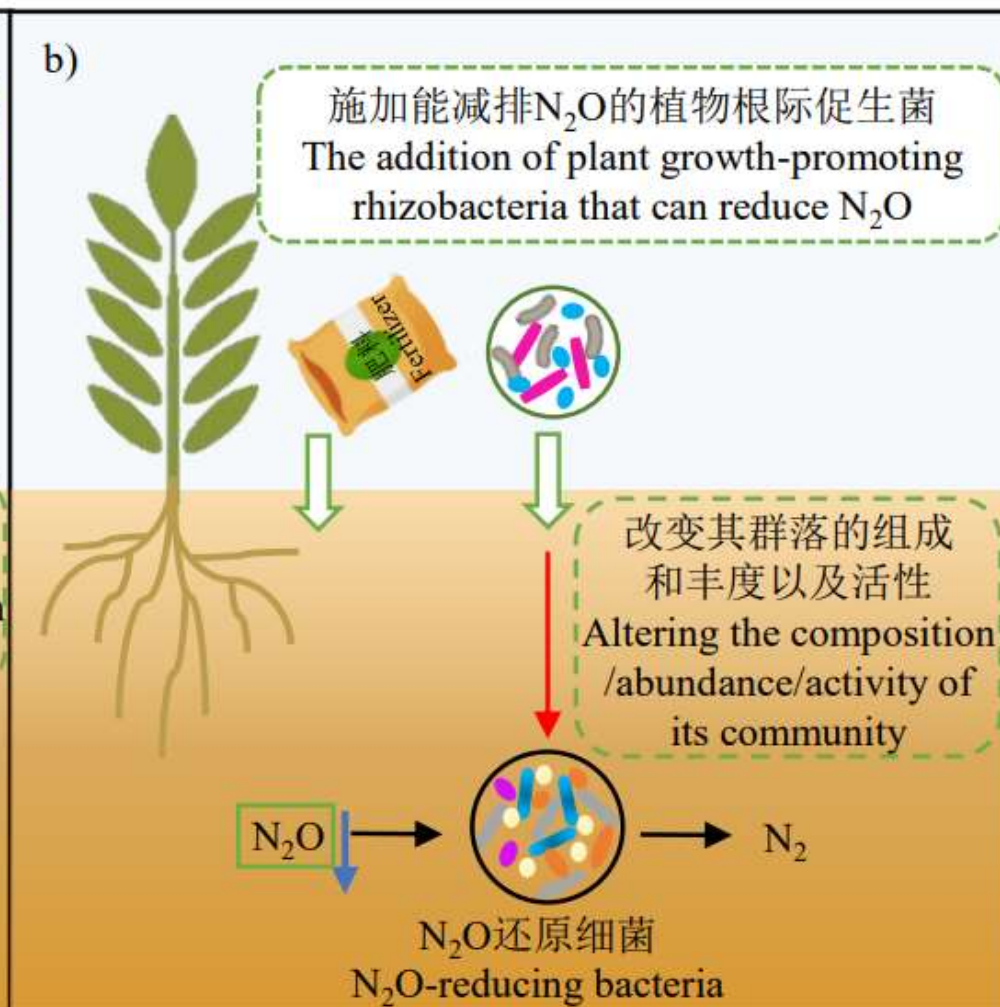 b)
施加能减排N₂O的植物根际促生菌
The addition of plant growth-promoting
rhizobacteria that can reduce N₂O
肥料
Fertilizer
改变其群落的组成
和丰度以及活性
Altering the composition
/abundance/activity of
its community
N₂O
N₂
N₂O还原细菌
N₂O-reducing bacteria